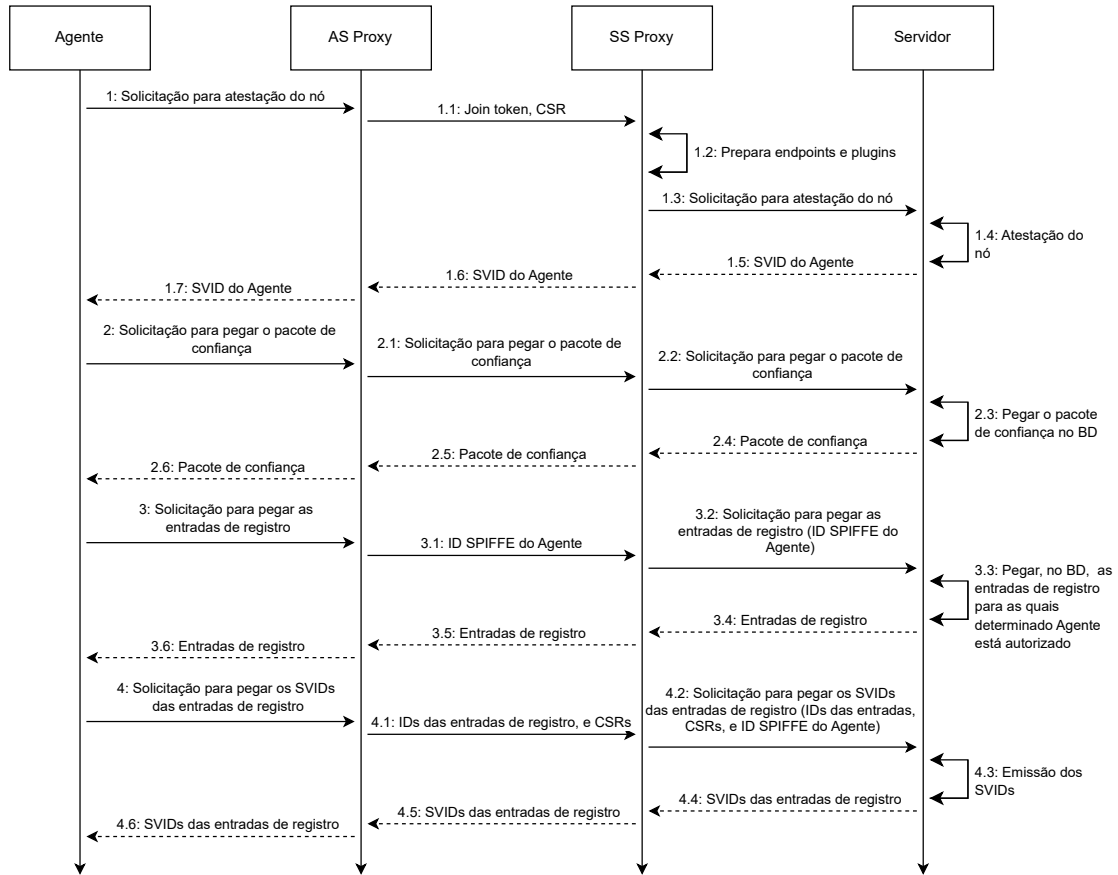 Agente
AS Proxy
SS Proxy
Servidor
1: Solicitação para atestação do nó
1.1: Join token, CSR
1.2: Prepara endpoints e plugins
1.3: Solicitação para atestação do nó
1.4: Atestação do
nó
1.5: SVID do Agente
1.6: SVID do Agente
1.7: SVID do Agente
2: Solicitação para pegar o pacote de
confiança
2.1: Solicitação para pegar o pacote de
confiança
2.2: Solicitação para pegar o pacote de
confiança
2.3: Pegar o pacote
de confiança no BD
2.4: Pacote de confiança
2.5: Pacote de confiança
2.6: Pacote de confiança
3: Solicitação para pegar as
entradas de registro
3.1: ID SPIFFE do Agente
3.2: Solicitação para pegar as
entradas de registro (ID SPIFFE do
Agente)
3.3: Pegar, no BD, as
entradas de registro
para as quais
determinado Agente
está autorizado
3.4: Entradas de registro
3.5: Entradas de registro
3.6: Entradas de registro
4: Solicitação para pegar os SVIDs
das entradas de registro
4.1: IDs das entradas de registro, e CSRs
4.2: Solicitação para pegar os SVIDs
das entradas de registro (IDs das entradas,
CSRs, e ID SPIFFE do Agente)
4.3: Emissão dos
SVIDs
4.4: SVIDs das entradas de registro
4.5: SVIDs das entradas de registro
4.6: SVIDs das entradas de registro